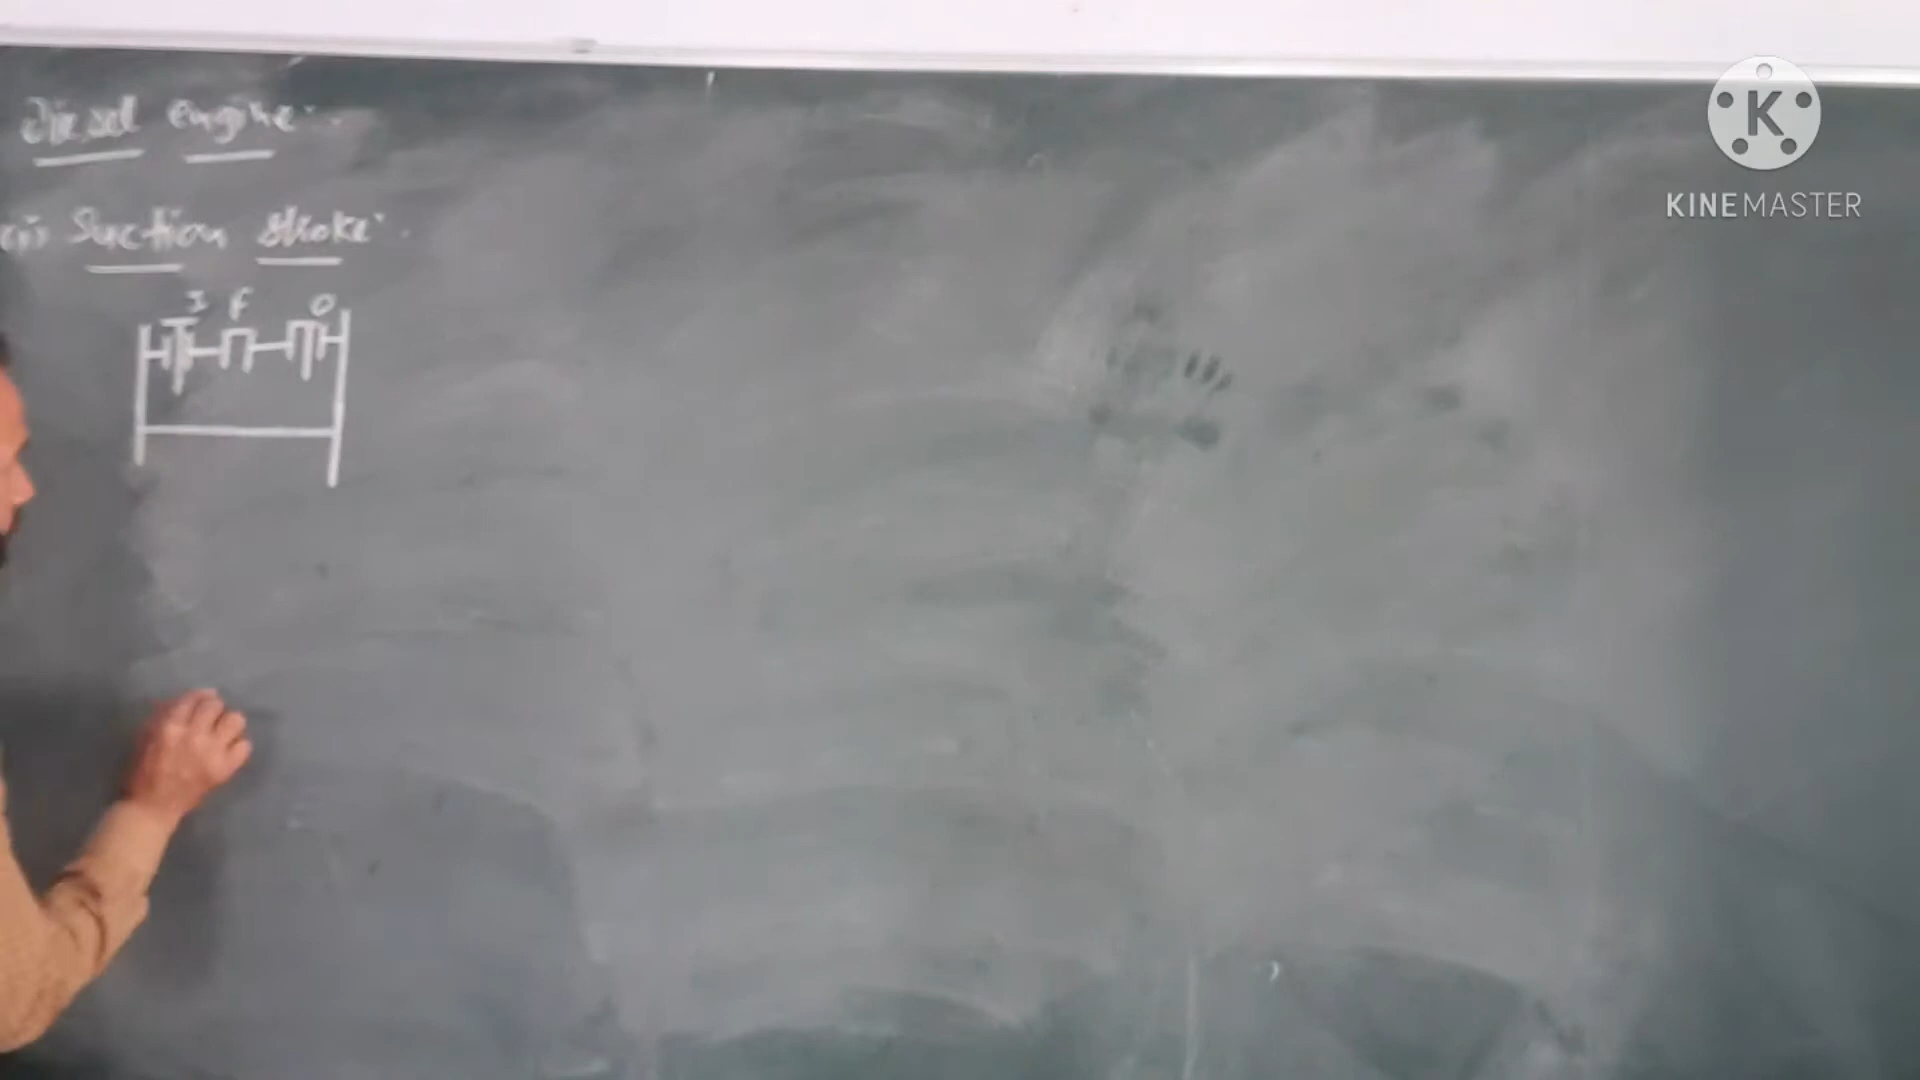 Diesel engine:
(i) Suction stroke:
I F O
K
KINEMASTER